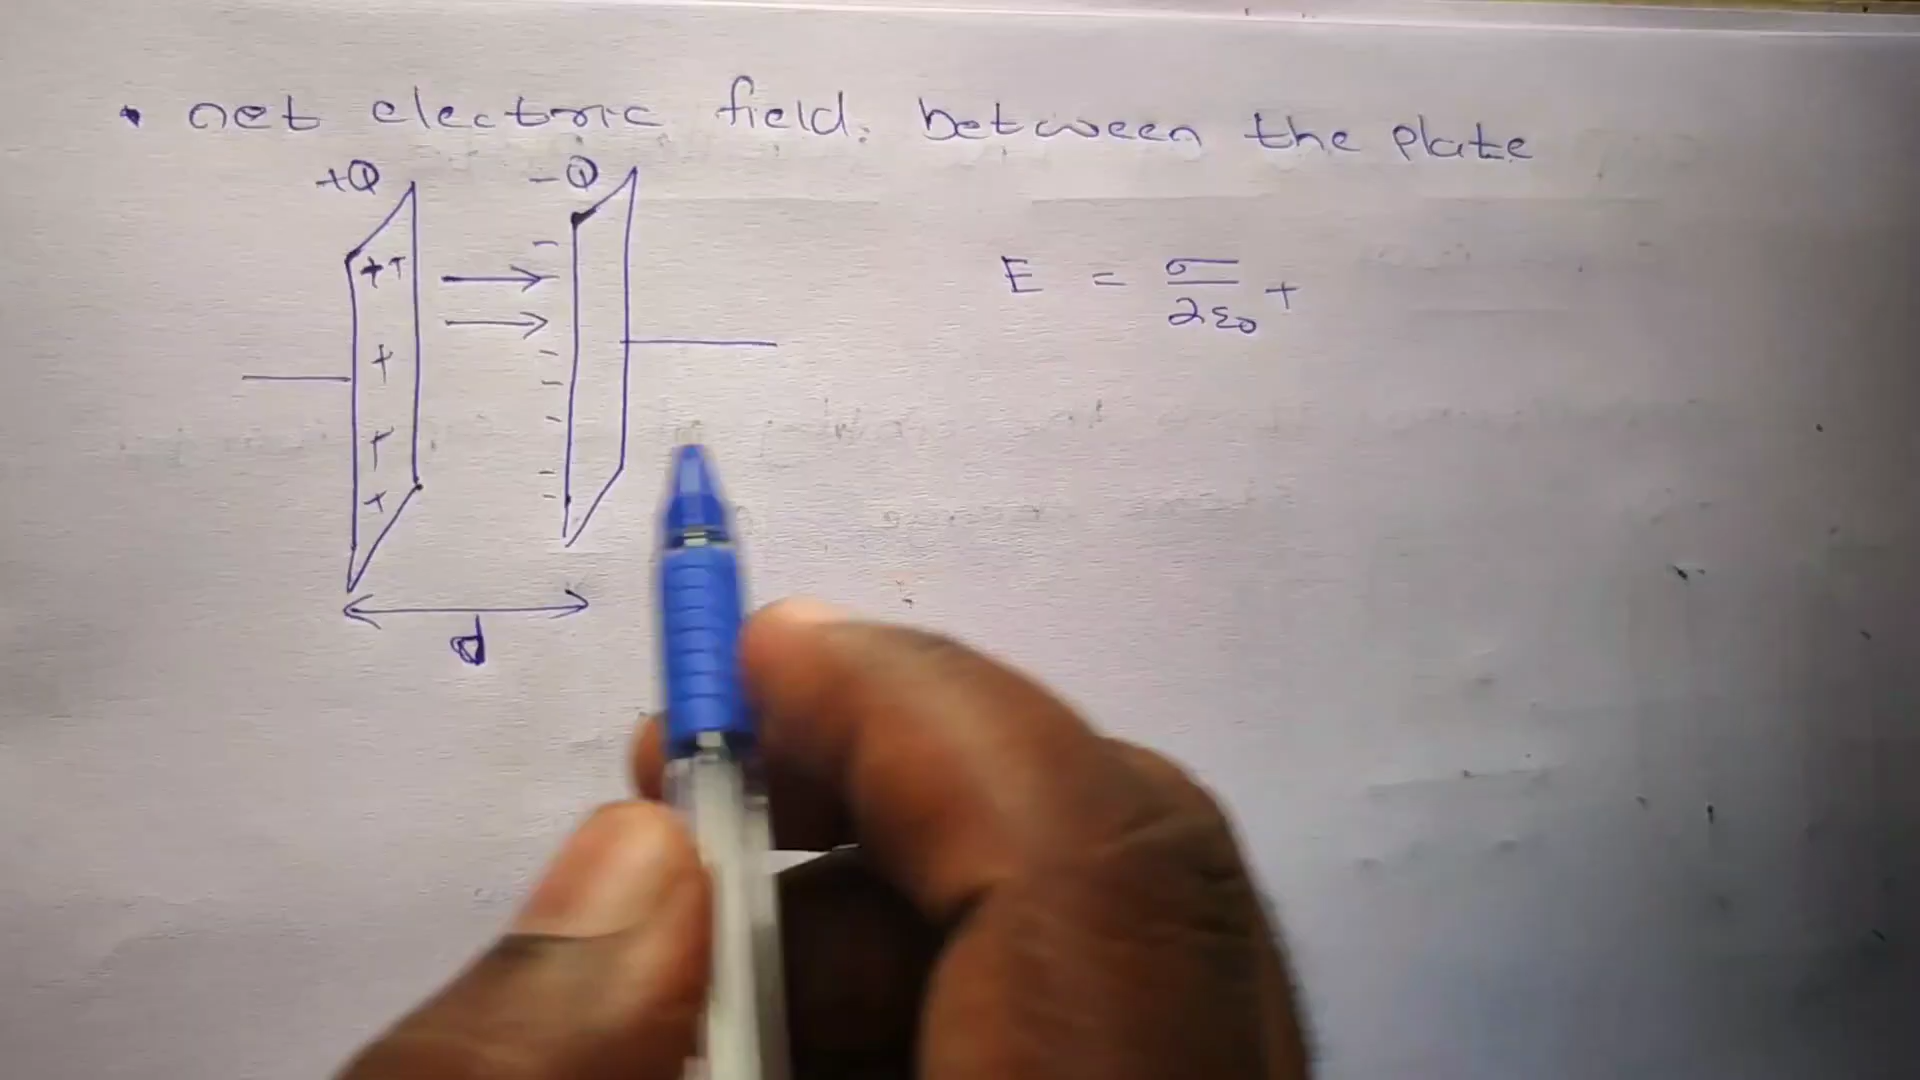 • net electric field. between the plate
+Q -Q
++
+
+
+
- - - - - - -
E = σ/2ε0 +
d